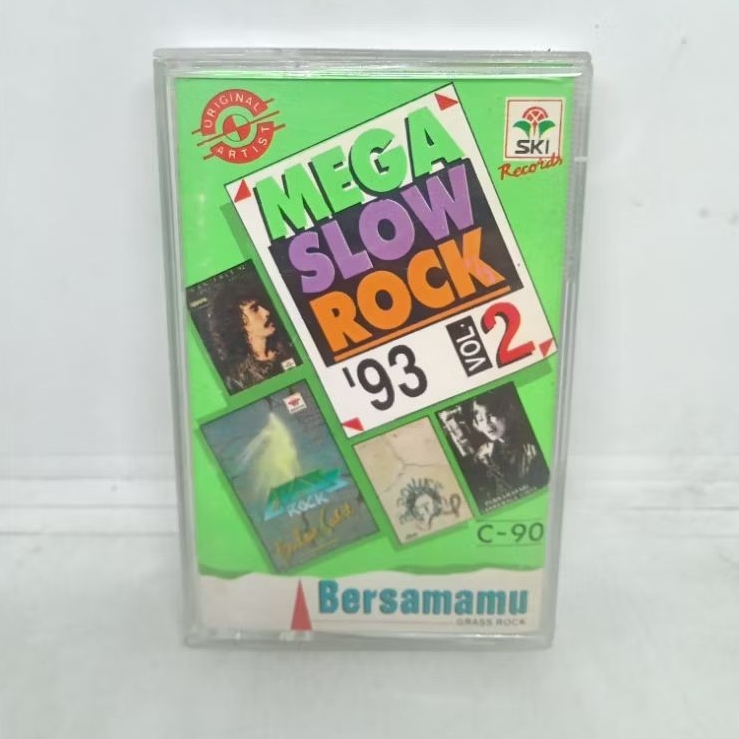 ORIGINAL
ARTIST
SKI
Records
MEGA
SLOW
ROCK
'93 VOL. 2
ROCK
C-90
Bersamamu
GRASS ROCK